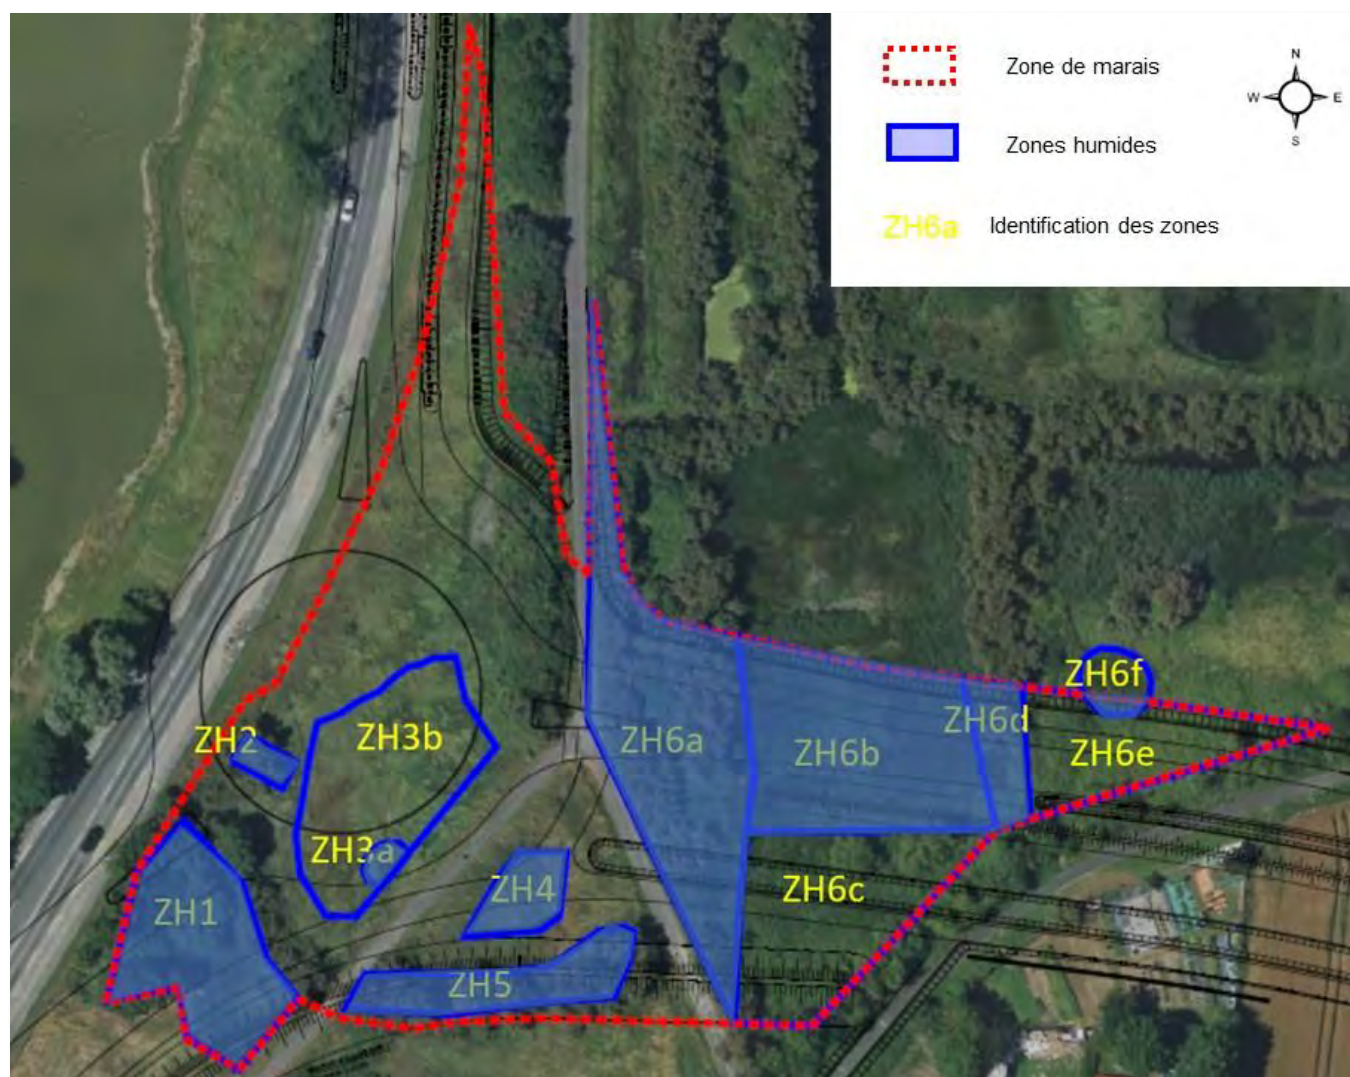 N
Zone de marais
W E
S
Zones humides
ZH6a Identification des zones
ZH6f
ZH2 ZH3b ZH6a ZH6b ZH6d ZH6e
ZH3a
ZH1 ZH4 ZH6c
ZH5